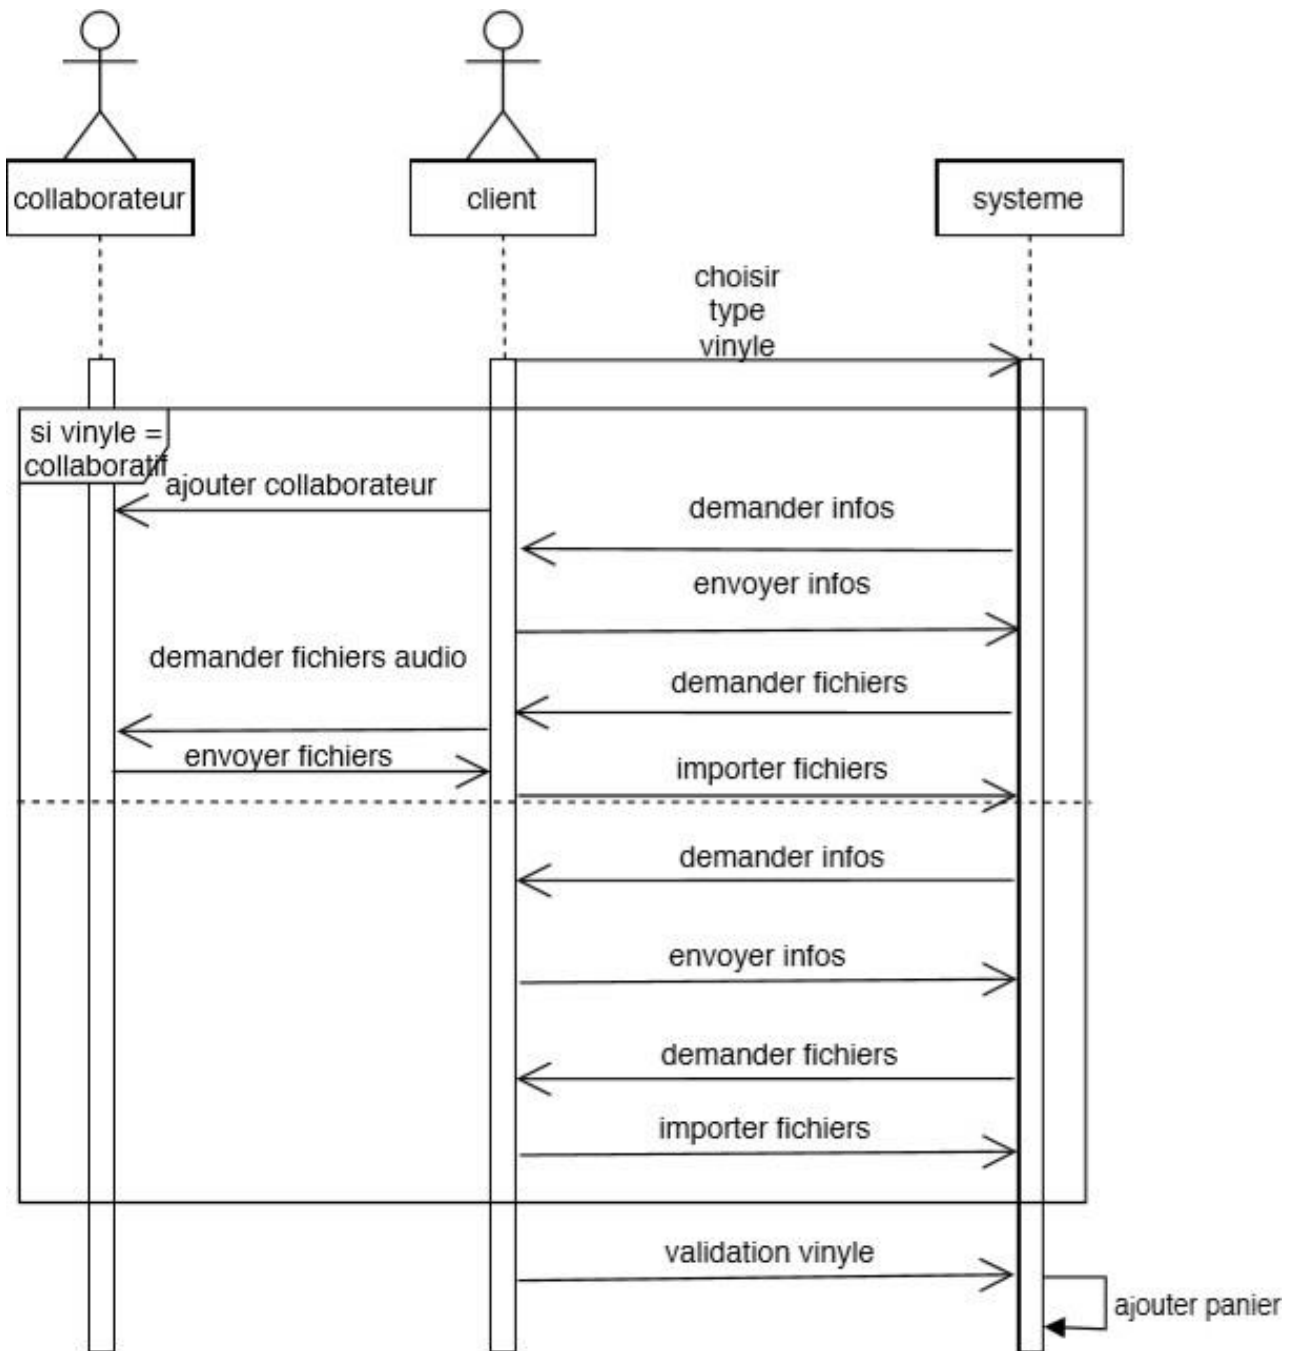 collaborateur
client
systeme
choisir
type
vinyle
si vinyle =
collaboratif
ajouter collaborateur
demander infos
envoyer infos
demander fichiers audio
demander fichiers
envoyer fichiers
importer fichiers
demander infos
envoyer infos
demander fichiers
importer fichiers
validation vinyle
ajouter panier